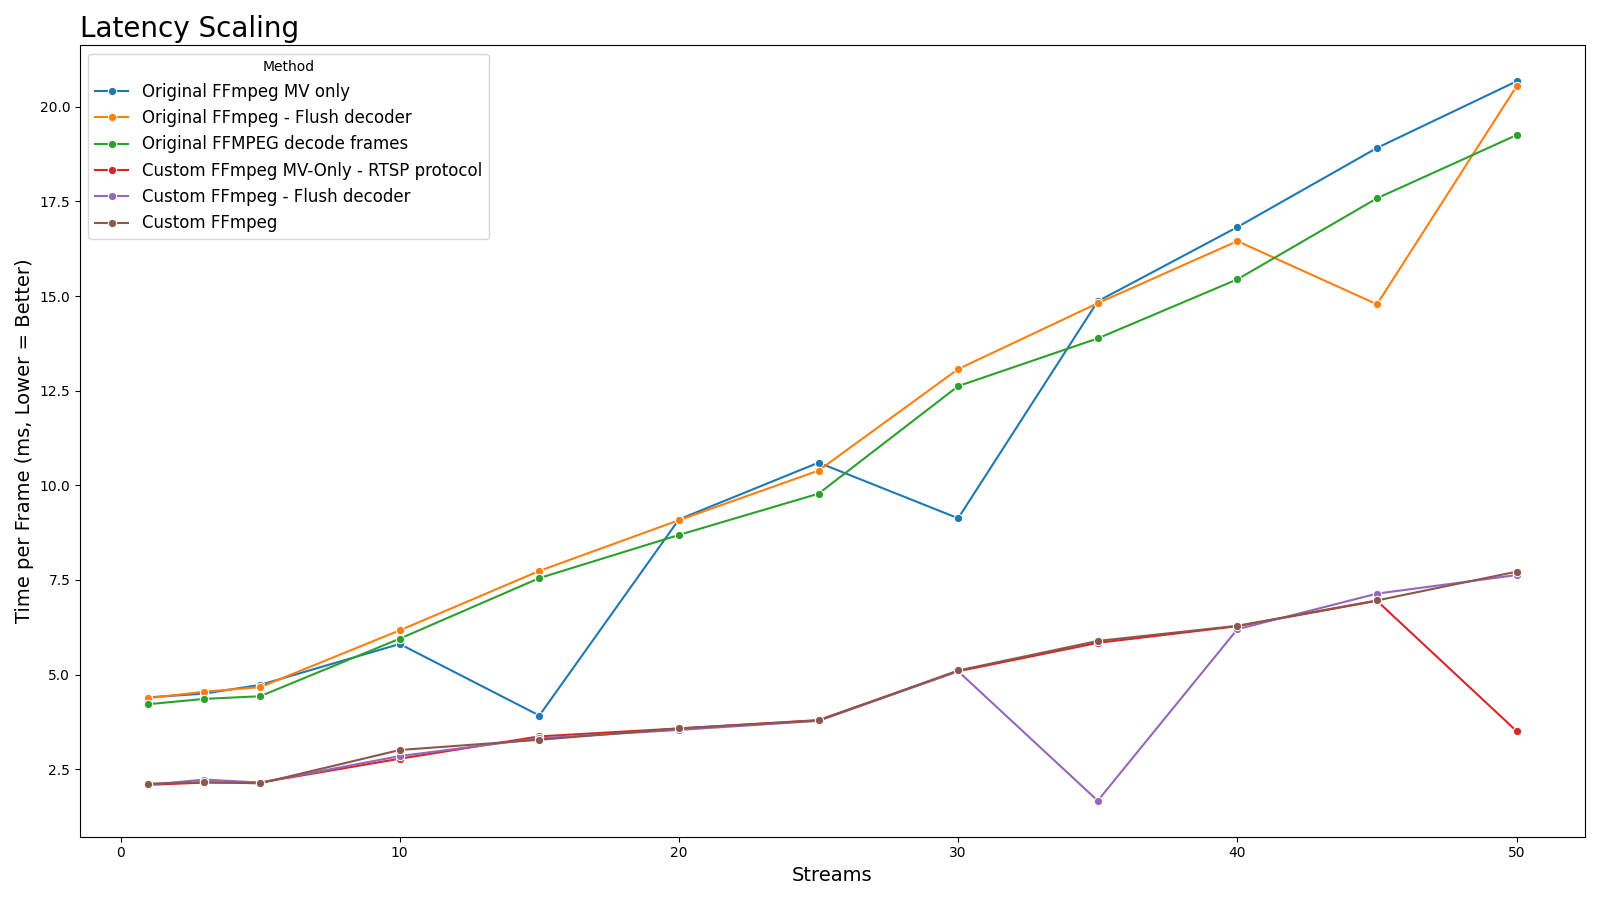 Latency Scaling
Method
Original FFmpeg MV only
Original FFmpeg - Flush decoder
Original FFMPEG decode frames
Custom FFmpeg MV-Only - RTSP protocol
Custom FFmpeg - Flush decoder
Custom FFmpeg
Time per Frame (ms, Lower = Better)
20.0
17.5
15.0
12.5
10.0
7.5
5.0
2.5
0
10
20
30
40
50
Streams